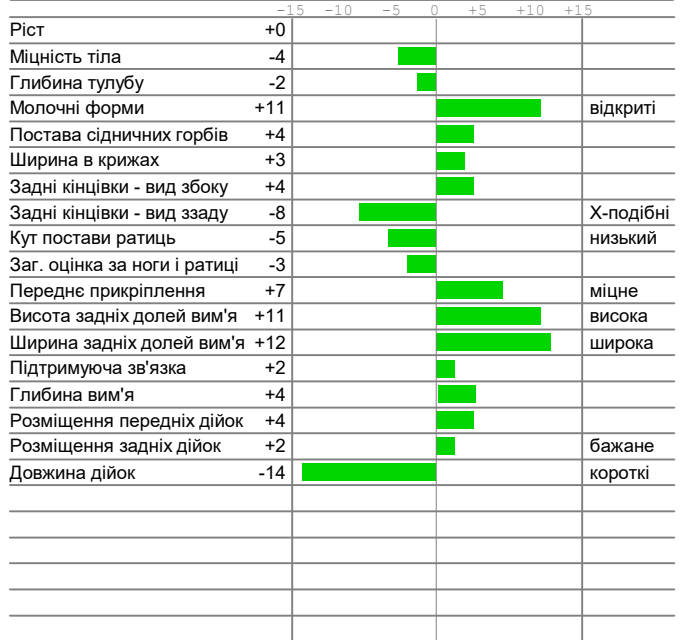 -15 -10 -5 0 +5 +10 +15
Ріст +0
Міцність тіла -4
Глибина тулубу -2
Молочні форми +11 відкриті
Постава сідничних горбів +4
Ширина в крижах +3
Задні кінцівки - вид збоку +4
Задні кінцівки - вид ззаду -8 Х-подібні
Кут постави ратиць -5 низький
Заг. оцінка за ноги і ратиці -3
Переднє прикріплення +7 міцне
Висота задніх долей вим'я +11 висока
Ширина задніх долей вим'я +12 широка
Підтримуюча зв'язка +2
Глибина вим'я +4
Розміщення передніх дійок +4
Розміщення задніх дійок +2 бажане
Довжина дійок -14 короткі